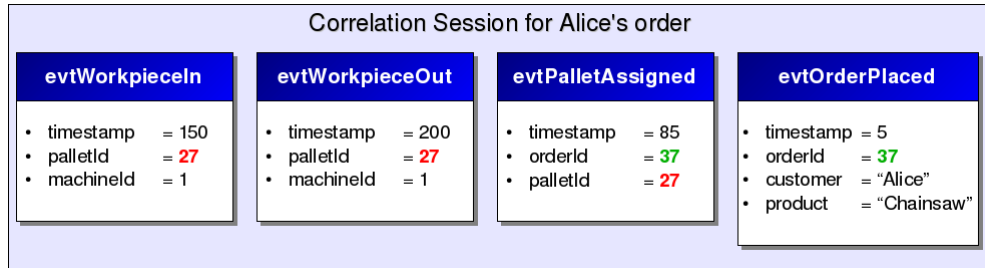 Correlation Session for Alice's order
evtWorkpieceIn
• timestamp = 150
• palletId = 27
• machineId = 1
evtWorkpieceOut
• timestamp = 200
• palletId = 27
• machineId = 1
evtPalletAssigned
• timestamp = 85
• orderId = 37
• palletId = 27
evtOrderPlaced
• timestamp = 5
• orderId = 37
• customer = “Alice”
• product = “Chainsaw”